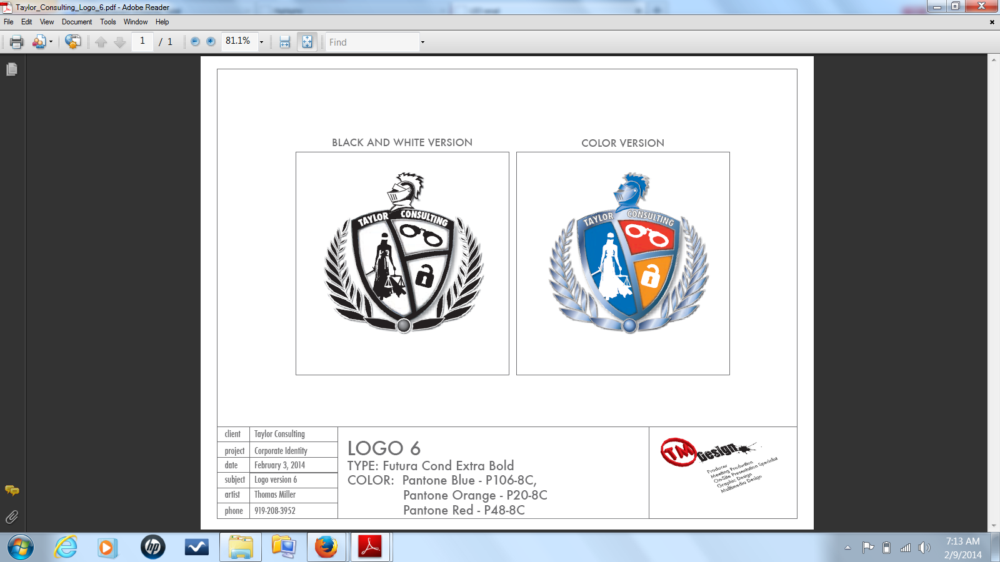 Taylor_Consulting_Logo_6.pdf - Adobe Reader
File Edit View Document Tools Window Help
1 / 1 81.1% Find
BLACK AND WHITE VERSION
COLOR VERSION
TAYLOR CONSULTING
TAYLOR CONSULTING
client Taylor Consulting
project Corporate Identity
date February 3, 2014
subject Logo version 6
artist Thomas Miller
phone 919-208-3952
LOGO 6
TYPE: Futura Cond Extra Bold
COLOR: Pantone Blue - P106-8C,
Pantone Orange - P20-8C
Pantone Red - P48-8C
TM Design
Producer
Meeting Production
On-Site Presentation Specialist
Graphic Design
Multimedia Design
hp
7:13 AM
2/9/2014